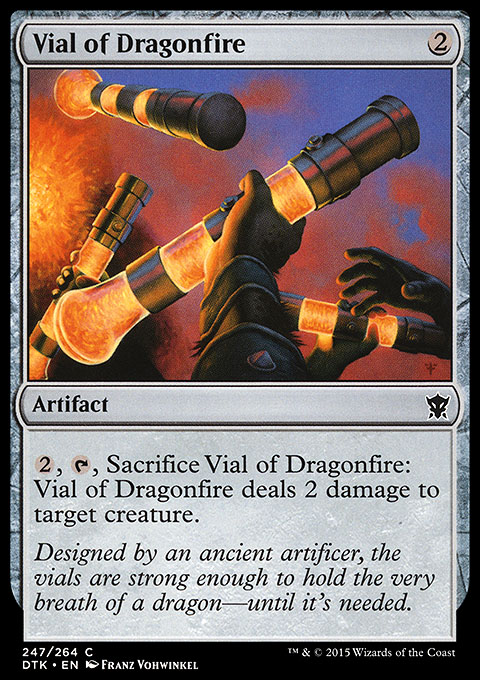 Vial of Dragonfire 2
Artifact
2, , Sacrifice Vial of Dragonfire:
Vial of Dragonfire deals 2 damage to
target creature.
Designed by an ancient artificer, the
vials are strong enough to hold the very
breath of a dragon—until it's needed.
247/264 C
DTK • EN Franz Vohwinkel
™ & © 2015 Wizards of the Coast